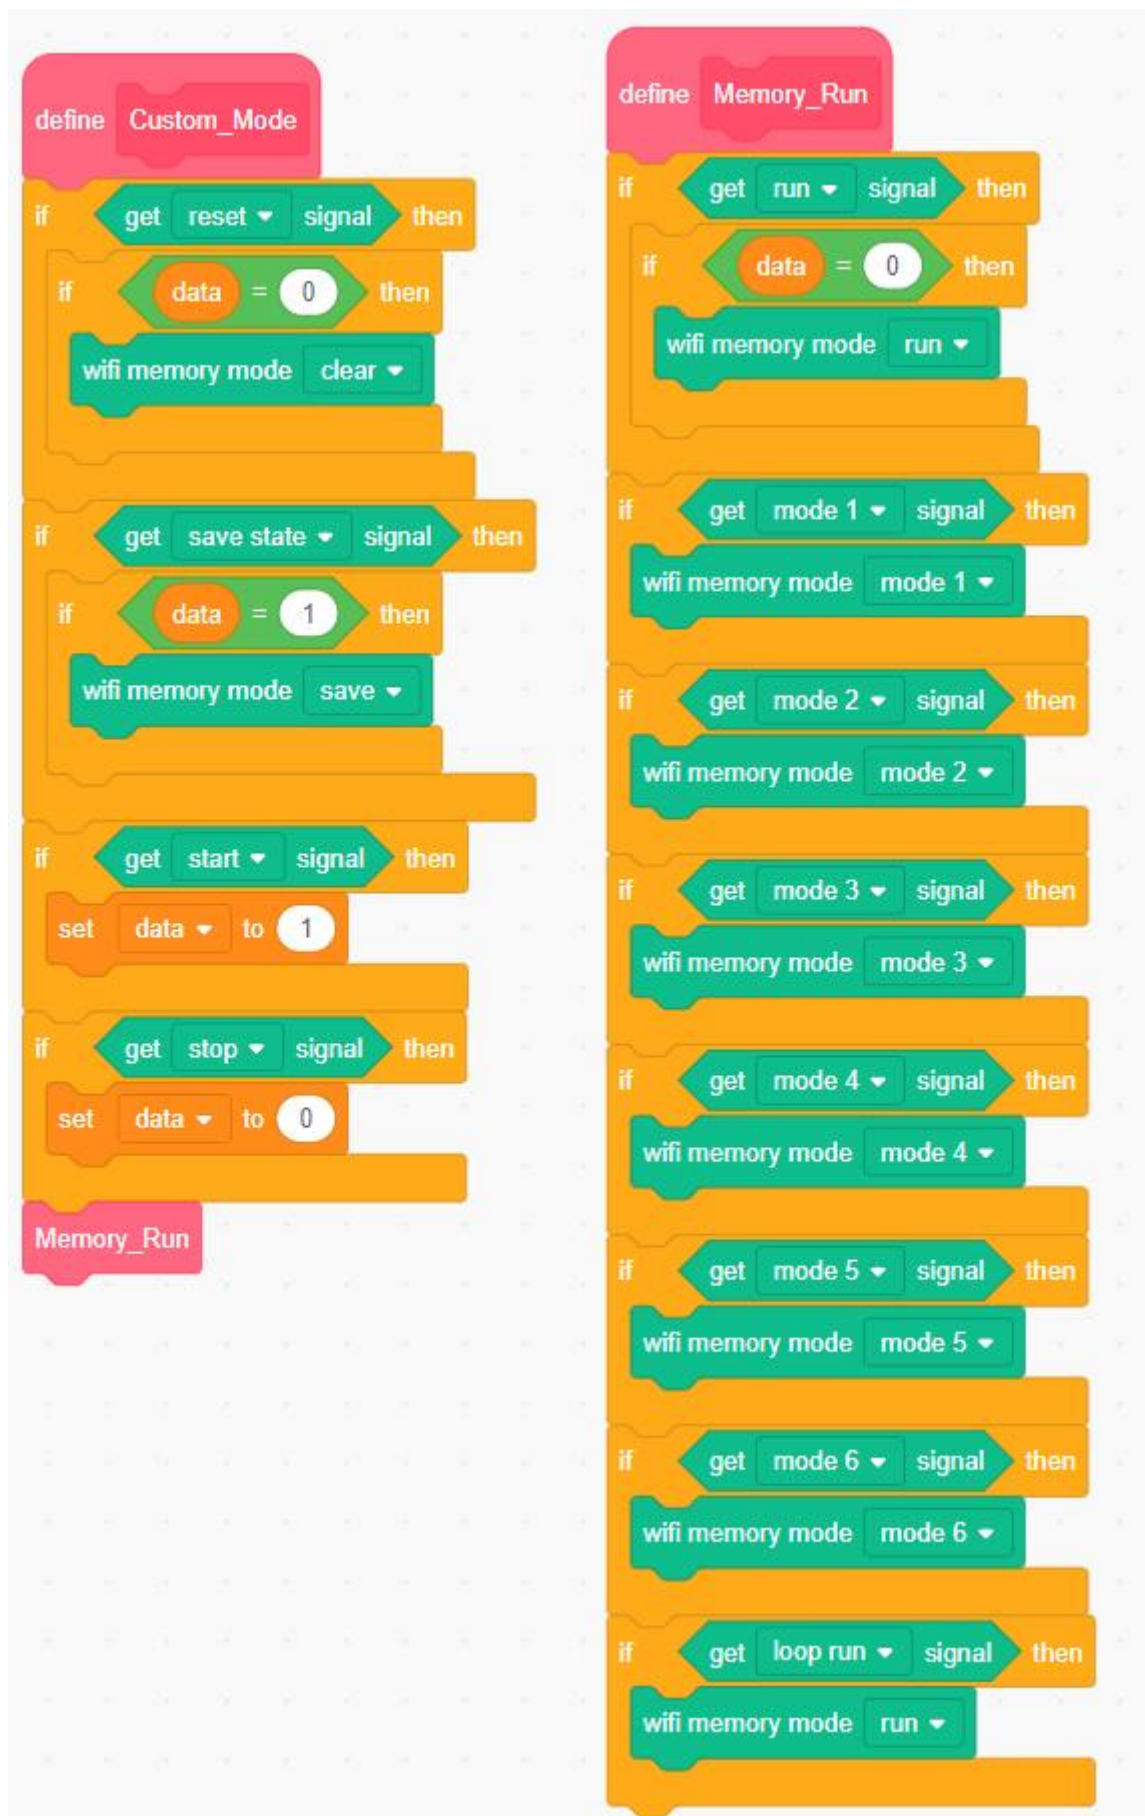 define Custom_Mode
if get reset signal then
if data = 0 then
wifi memory mode clear
if get save state signal then
if data = 1 then
wifi memory mode save
if get start signal then
set data to 1
if get stop signal then
set data to 0
Memory_Run
define Memory_Run
if get run signal then
if data = 0 then
wifi memory mode run
if get mode 1 signal then
wifi memory mode mode 1
if get mode 2 signal then
wifi memory mode mode 2
if get mode 3 signal then
wifi memory mode mode 3
if get mode 4 signal then
wifi memory mode mode 4
if get mode 5 signal then
wifi memory mode mode 5
if get mode 6 signal then
wifi memory mode mode 6
if get loop run signal then
wifi memory mode run